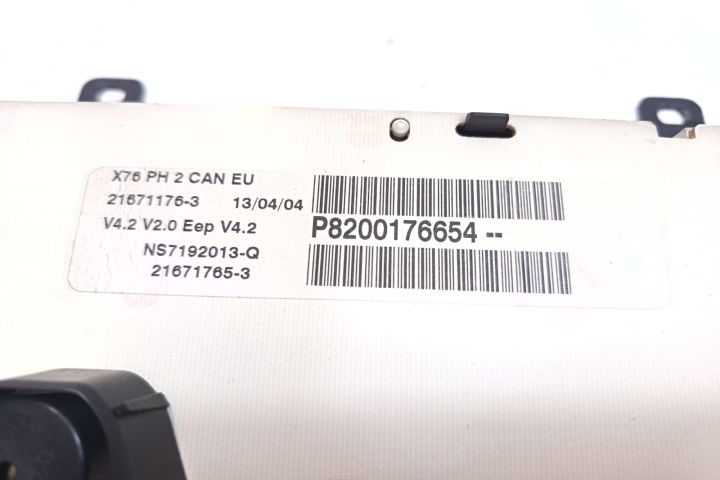 X76 PH 2 CAN EU
21671176-3 13/04/04
V4.2 V2.0 Eep V4.2
NS7192013-Q
21671765-3
P8200176654 --